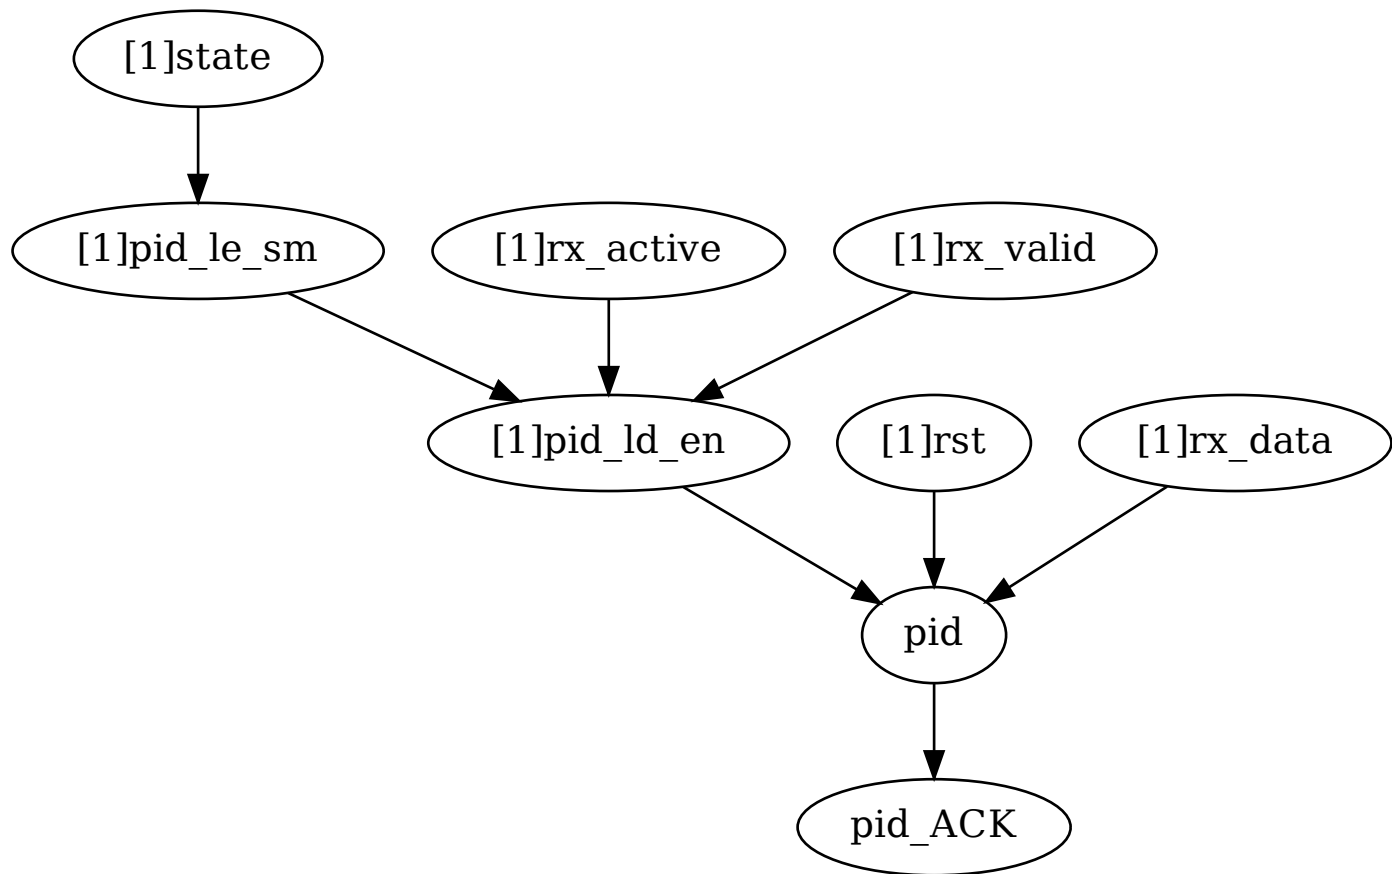 [1]state
[1]pid_le_sm
[1]rx_active
[1]rx_valid
[1]pid_ld_en
[1]rst
[1]rx_data
pid
pid_ACK